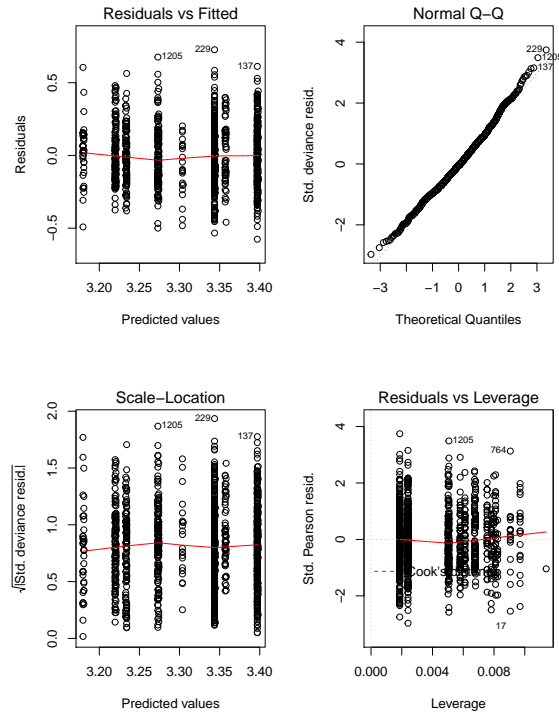 Residuals vs Fitted
Residuals
0.5
0.0
−0.5
3.20 3.25 3.30 3.35 3.40
Predicted values
1205
229
137
Normal Q−Q
Std. deviance resid.
4
2
0
−2
−3 −1 0 1 2 3
Theoretical Quantiles
229
1205
137
Scale−Location
√|Std. deviance resid.|
2.0
1.5
1.0
0.5
0.0
3.20 3.25 3.30 3.35 3.40
Predicted values
229
1205
137
Residuals vs Leverage
Std. Pearson resid.
4
2
0
−2
0.000 0.004 0.008
Leverage
1205
764
17
Cook's distance